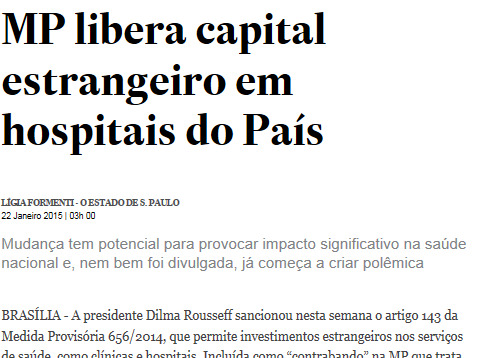 MP libera capital
estrangeiro em
hospitais do País
LÍGIA FORMENTI - O ESTADO DE S. PAULO
22 Janeiro 2015 | 03h 00
Mudança tem potencial para provocar impacto significativo na saúde
nacional e, nem bem foi divulgada, já começa a criar polêmica
BRASÍLIA - A presidente Dilma Rousseff sancionou nesta semana o artigo 143 da
Medida Provisória 656/2014, que permite investimentos estrangeiros nos serviços
de saúde, como clínicas e hospitais. Incluída como “contrabando” na MP que trata